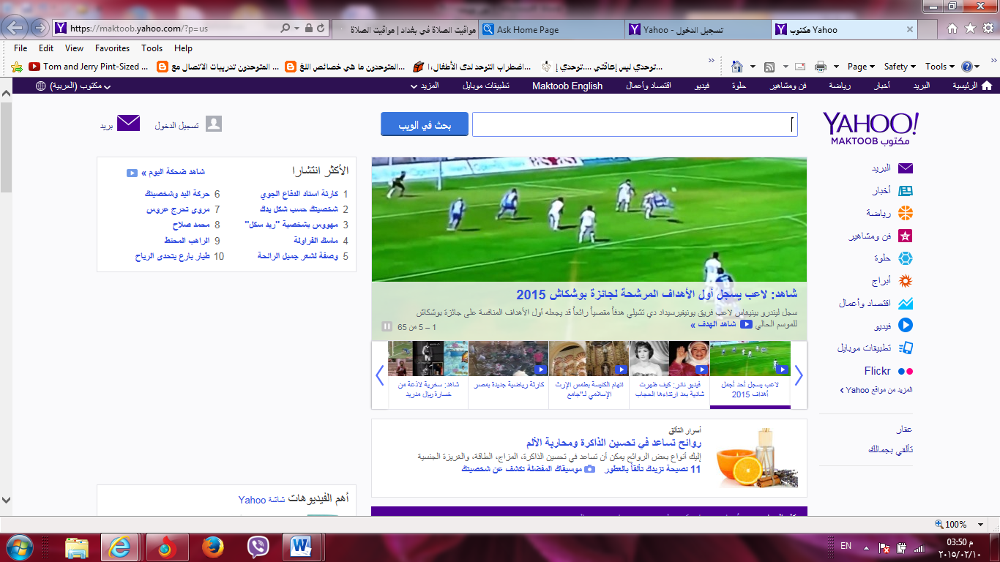 https://maktoob.yahoo.com/?p=us
مواقيت الصلاة في بغداد | مواقيت الصلاة
Ask Home Page
تسجيل الدخول - Yahoo
مكتوب Yahoo
File Edit View Favorites Tools Help
Tom and Jerry Pint-Sized ...
المتوحدون تدريبات الاتصال مع ...
المتوحدون ما هي خصائص اللغ...
اضطراب التوحد لدى الأطفال،ا...
توحدي ليس إعاقتي ....توحدي إ...
Page Safety Tools
الرئيسية البريد أخبار رياضة فن ومشاهير حلوة فيديو اقتصاد وأعمال Maktoob English تطبيقات موبايل المزيد
مكتوب (العربية)
YAHOO!
MAKTOOB مكتوب
بحث في الويب
تسجيل الدخول
بريد
البريد
أخبار
رياضة
فن ومشاهير
حلوة
أبراج
اقتصاد وأعمال
فيديو
تطبيقات موبايل
Flickr
المزيد من مواقع Yahoo
عقار
تألقي بجمالك
شاهد: لاعب يسجل أول الأهداف المرشحة لجائزة بوشكاش 2015
سجل ليندرو بينيفاس لاعب فريق يونيفيرسيداد دي تشيلي هدفاً مقصياً رائعاً قد يجعله أول الأهداف المنافسة على جائزة بوشكاش
للموسم الحالي شاهد الهدف »
1 – 5 من 65
لاعب يسجل أحد أجمل
أهداف 2015
فيديو نادر: كيف ظهرت
شادية بعد ارتداءها الحجاب
اتهام الكنيسة بطمس الإرث
الإسلامي لـ"جامع
كارثة رياضية جديدة بمصر
شاهد: سخرية لاذعة من
خسارة ريال مدريد
أسرار التألق
روائح تساعد في تحسين الذاكرة ومحاربة الألم
إليك أنواع بعض الروائح يمكن أن تساعد في تحسين الذاكرة، المزاج، الطاقة، والغريزة الجنسية
11 نصيحة تزيدك تألقاً بالعطور موسيقاك المفضلة تكشف عن شخصيتك
الأكثر انتشارا
شاهد ضحكة اليوم »
1 كارثة استاد الدفاع الجوي
2 شخصيتك حسب شكل يدك
3 مهووس بشخصية "ريد سكل"
4 ماسك الفراولة
5 وصفة لشعر جميل الرائحة
6 حركة اليد وشخصيتك
7 مروى تحرج عروس
8 محمد صلاح
9 الراهب المحنط
10 طيار بارع يتحدى الرياح
أهم الفيديوهات شاشة Yahoo
100%
EN
03:50 م
٢٠١٥/٠٢/١٠